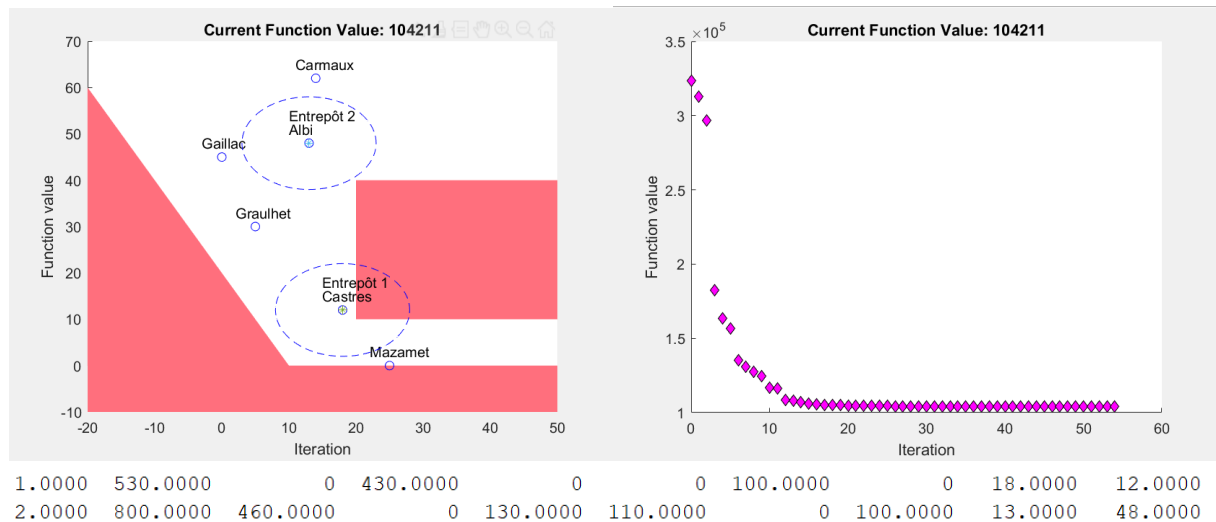 Current Function Value: 104211
70
60
50
40
30
20
10
0
-10
Function value
Carmaux
Entrepôt 2
Albi
Gaillac
Graulhet
Entrepôt 1
Castres
Mazamet
-20 -10 0 10 20 30 40 50
Iteration
Current Function Value: 104211
×10^5
3.5
3
2.5
2
1.5
1
Function value
0 10 20 30 40 50 60
Iteration
1.0000 530.0000 0 430.0000 0 0 100.0000 0 18.0000 12.0000
2.0000 800.0000 460.0000 0 130.0000 110.0000 0 100.0000 13.0000 48.0000